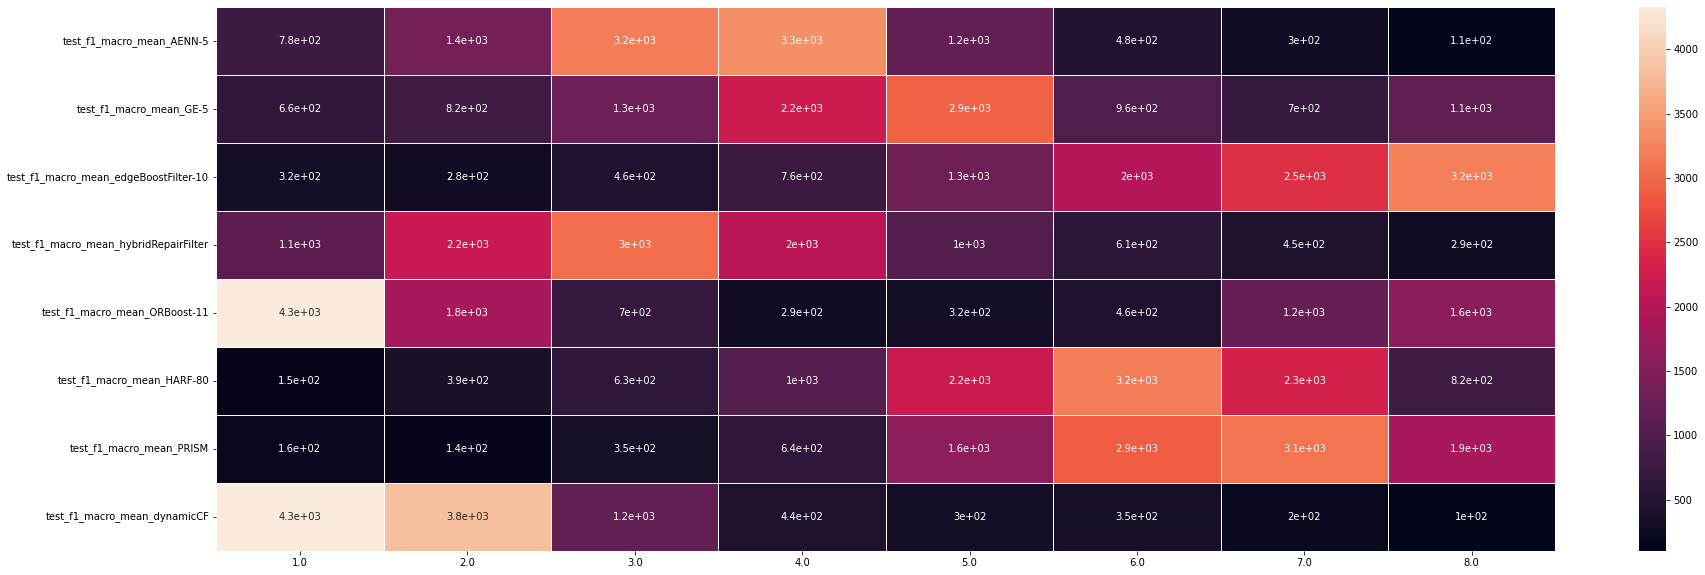 test_f1_macro_mean_AENN-5 7.8e+02 1.4e+03 3.2e+03 3.3e+03 1.2e+03 4.8e+02 3e+02 1.1e+02
test_f1_macro_mean_GE-5 6.6e+02 8.2e+02 1.3e+03 2.2e+03 2.9e+03 9.6e+02 7e+02 1.1e+03
test_f1_macro_mean_edgeBoostFilter-10 3.2e+02 2.8e+02 4.6e+02 7.6e+02 1.3e+03 2e+03 2.5e+03 3.2e+03
test_f1_macro_mean_hybridRepairFilter 1.1e+03 2.2e+03 3e+03 2e+03 1e+03 6.1e+02 4.5e+02 2.9e+02
test_f1_macro_mean_ORBoost-11 4.3e+03 1.8e+03 7e+02 2.9e+02 3.2e+02 4.6e+02 1.2e+03 1.6e+03
test_f1_macro_mean_HARF-80 1.5e+02 3.9e+02 6.3e+02 1e+03 2.2e+03 3.2e+03 2.3e+03 8.2e+02
test_f1_macro_mean_PRISM 1.6e+02 1.4e+02 3.5e+02 6.4e+02 1.6e+03 2.9e+03 3.1e+03 1.9e+03
test_f1_macro_mean_dynamicCF 4.3e+03 3.8e+03 1.2e+03 4.4e+02 3e+02 3.5e+02 2e+02 1e+02
1.0 2.0 3.0 4.0 5.0 6.0 7.0 8.0
4000
3500
3000
2500
2000
1500
1000
500